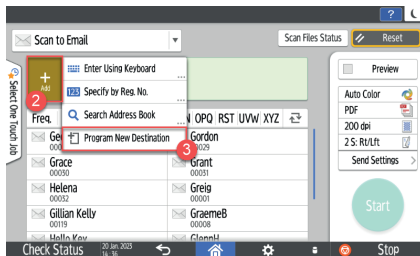 ?
Scan to Email
Scan Files Status
Reset
Select One Touch Job
Add
2
Enter Using Keyboard
123 Specify by Reg. No.
Search Address Book
Program New Destination
3
Preview
Auto Color
PDF
200 dpi
2 S: Rt/Lft
Send Settings
Start
Freq.
OPQ RST UVW XYZ
Gordon
00029
Grace
00030
Grant
00031
Helena
00032
Greig
00001
Gillian Kelly
00119
GraemeB
00008
Check Status
20 Jan. 2023
14:36
Stop